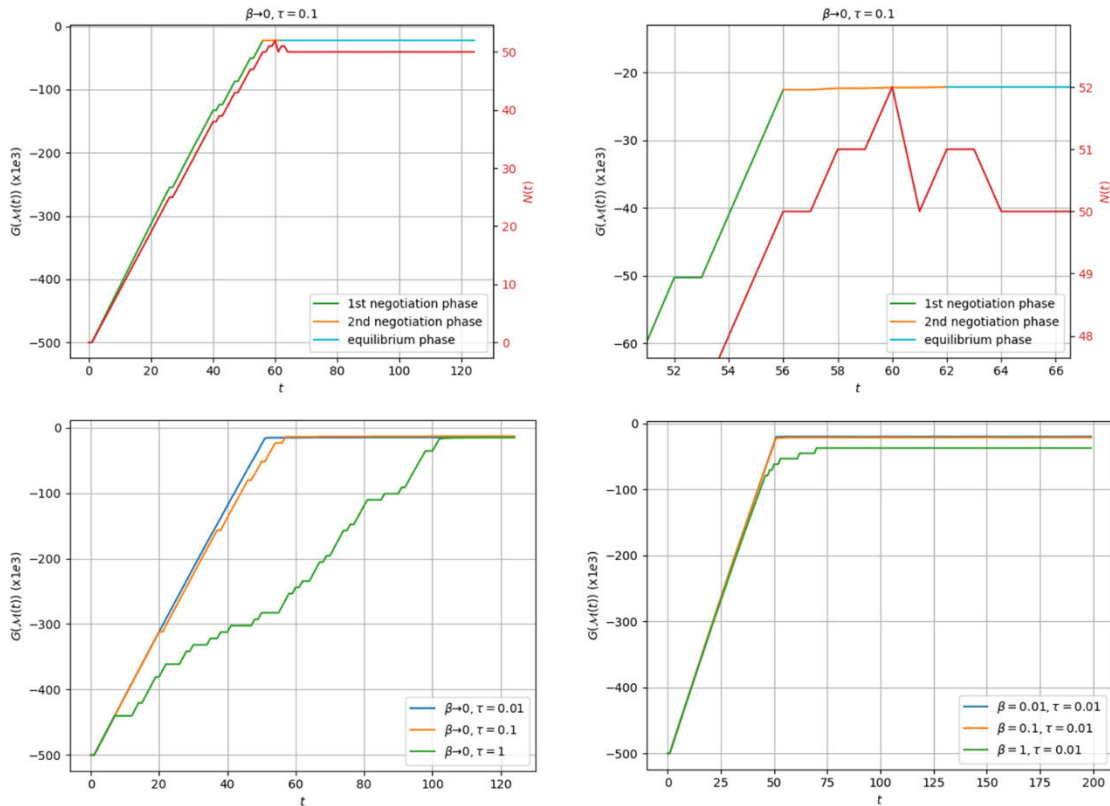 β→0, τ = 0.1
G(ℳ(t)) (x1e3)
0
−100
−200
−300
−400
−500
50
40
30
20
10
0
N(t)
1st negotiation phase
2nd negotiation phase
equilibrium phase
0 20 40 60 80 100 120
t
β→0, τ = 0.1
G(ℳ(t)) (x1e3)
−20
−30
−40
−50
−60
52
51
50
49
48
N(t)
1st negotiation phase
2nd negotiation phase
equilibrium phase
52 54 56 58 60 62 64 66
t
G(ℳ(t)) (x1e3)
0
−100
−200
−300
−400
−500
β→0, τ = 0.01
β→0, τ = 0.1
β→0, τ = 1
0 20 40 60 80 100 120
t
G(ℳ(t)) (x1e3)
0
−100
−200
−300
−400
−500
β = 0.01, τ = 0.01
β = 0.1, τ = 0.01
β = 1, τ = 0.01
0 25 50 75 100 125 150 175 200
t